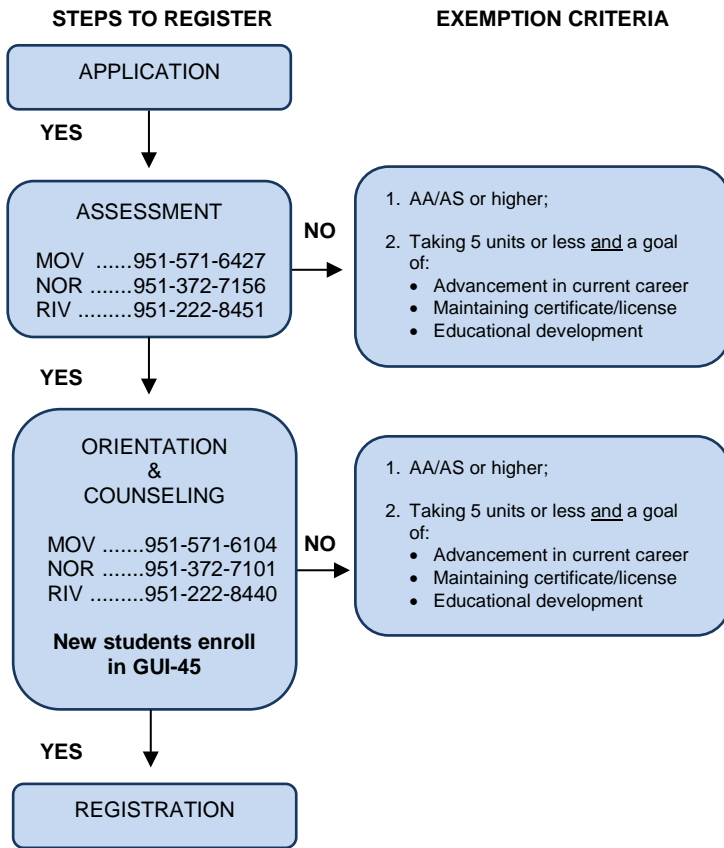 STEPS TO REGISTER
EXEMPTION CRITERIA
APPLICATION
YES
ASSESSMENT
MOV ......951-571-6427
NOR .......951-372-7156
RIV .........951-222-8451
NO
1. AA/AS or higher;
2. Taking 5 units or less and a goal
of:
• Advancement in current career
• Maintaining certificate/license
• Educational development
YES
ORIENTATION
&
COUNSELING
MOV .......951-571-6104
NOR .......951-372-7101
RIV .........951-222-8440
New students enroll
in GUI-45
NO
1. AA/AS or higher;
2. Taking 5 units or less and a goal
of:
• Advancement in current career
• Maintaining certificate/license
• Educational development
YES
REGISTRATION